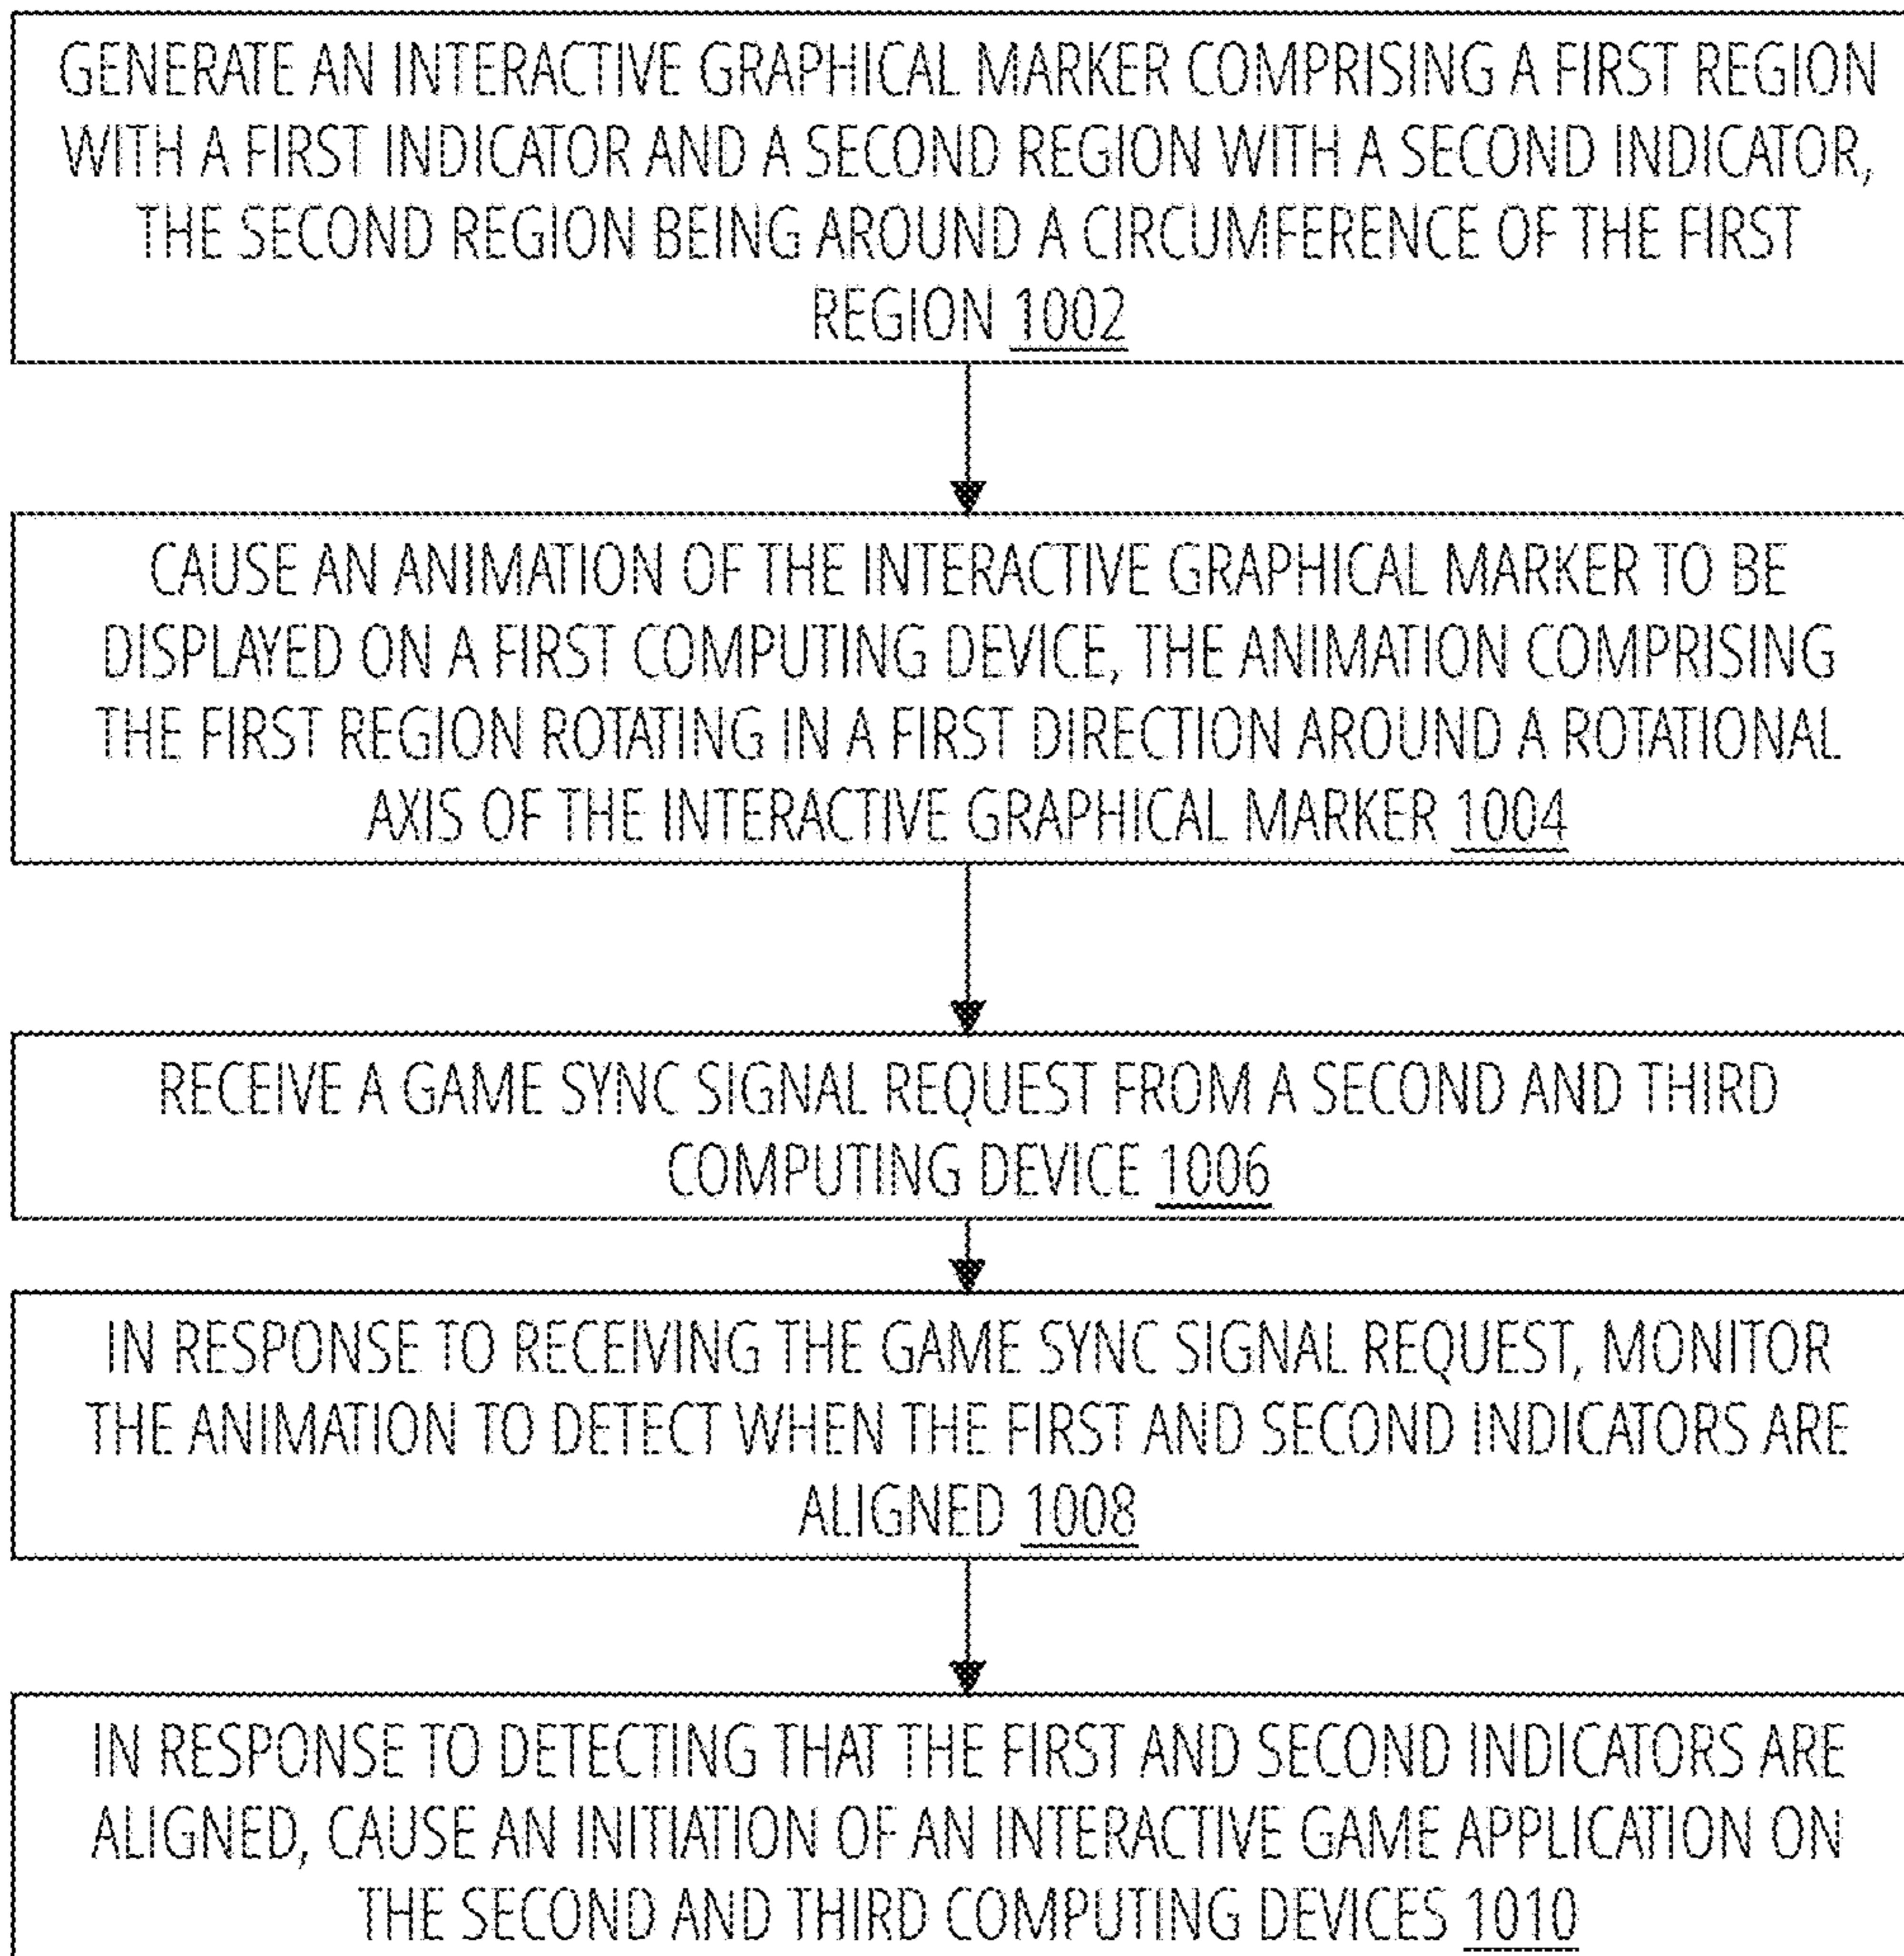 GENERATE AN INTERACTIVE GRAPHICAL MARKER COMPRISING A FIRST REGION
WITH A FIRST INDICATOR AND A SECOND REGION WITH A SECOND INDICATOR,
THE SECOND REGION BEING AROUND A CIRCUMFERENCE OF THE FIRST
REGION 1002
CAUSE AN ANIMATION OF THE INTERACTIVE GRAPHICAL MARKER TO BE
DISPLAYED ON A FIRST COMPUTING DEVICE, THE ANIMATION COMPRISING
THE FIRST REGION ROTATING IN A FIRST DIRECTION AROUND A ROTATIONAL
AXIS OF THE INTERACTIVE GRAPHICAL MARKER 1004
RECEIVE A GAME SYNC SIGNAL REQUEST FROM A SECOND AND THIRD
COMPUTING DEVICE 1006
IN RESPONSE TO RECEIVING THE GAME SYNC SIGNAL REQUEST, MONITOR
THE ANIMATION TO DETECT WHEN THE FIRST AND SECOND INDICATORS ARE
ALIGNED 1008
IN RESPONSE TO DETECTING THAT THE FIRST AND SECOND INDICATORS ARE
ALIGNED, CAUSE AN INITIATION OF AN INTERACTIVE GAME APPLICATION ON
THE SECOND AND THIRD COMPUTING DEVICES 1010